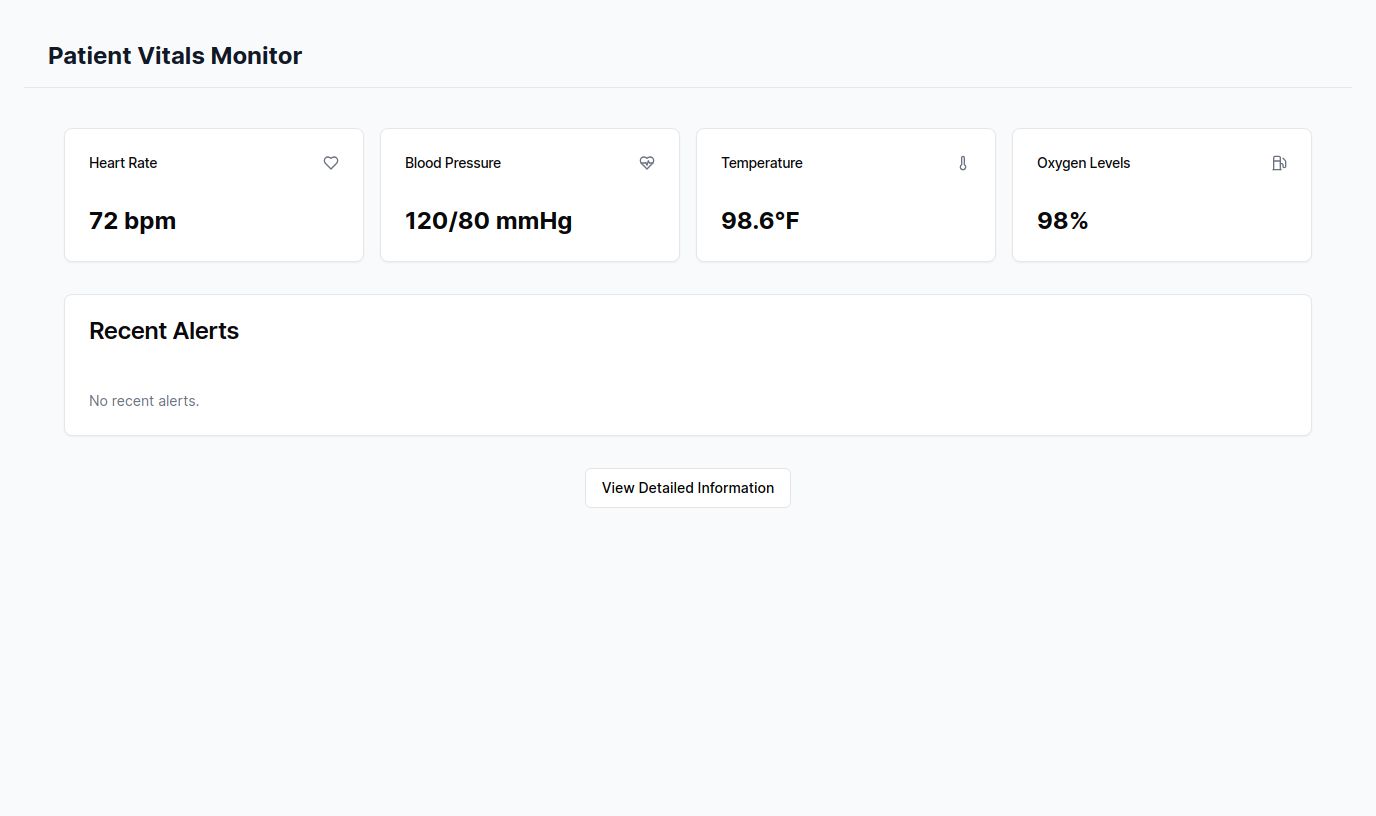 Patient Vitals Monitor
Heart Rate
72 bpm
Blood Pressure
120/80 mmHg
Temperature
98.6°F
Oxygen Levels
98%
Recent Alerts
No recent alerts.
View Detailed Information